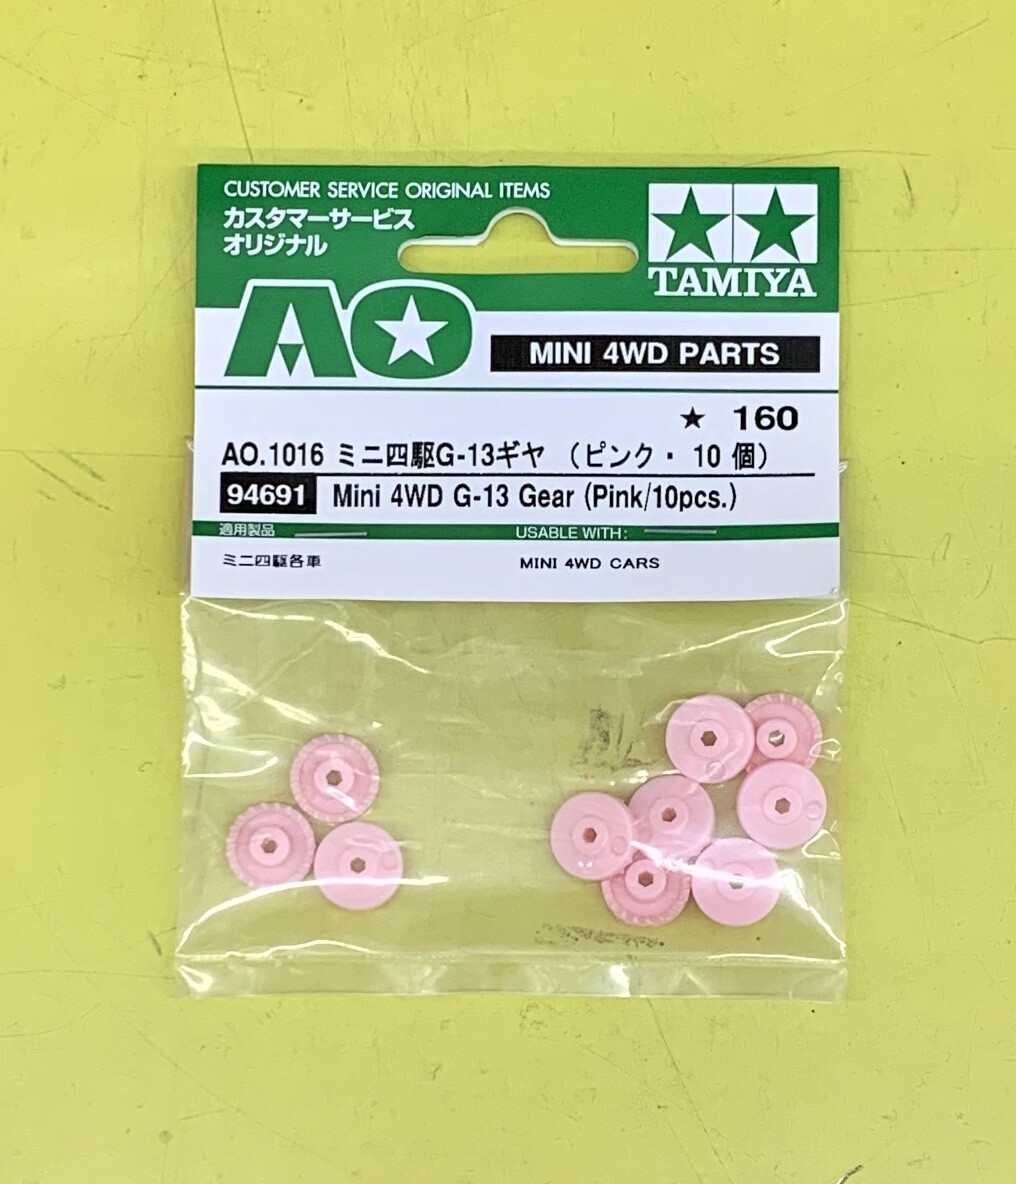 CUSTOMER SERVICE ORIGINAL ITEMS
カスタマーサービス
オリジナル
TAMIYA
AO
MINI 4WD PARTS
★ 160
AO.1016 ミニ四駆G-13ギヤ (ピンク・10個)
94691 Mini 4WD G-13 Gear (Pink/10pcs.)
適用製品 USABLE WITH:
ミニ四駆各車 MINI 4WD CARS